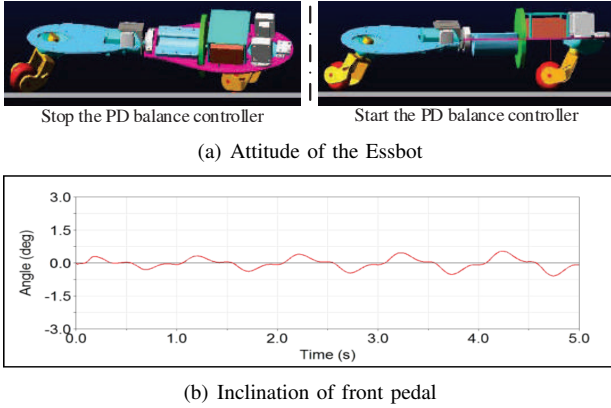 Stop the PD balance controller
Start the PD balance controller
(a) Attitude of the Essbot
3.0
1.5
0.0
-1.5
-3.0
Angle (deg)
0.0 1.0 2.0 3.0 4.0 5.0
Time (s)
(b) Inclination of front pedal